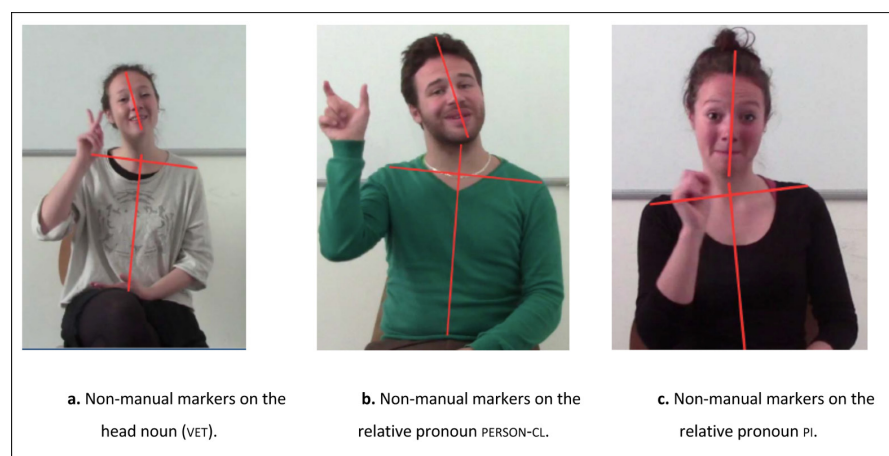 a. Non-manual markers on the
head noun (VET).
b. Non-manual markers on the
relative pronoun PERSON-CL.
c. Non-manual markers on the
relative pronoun PI.